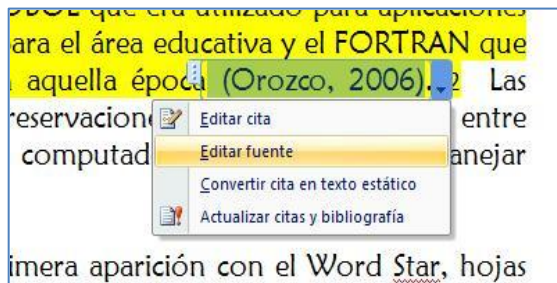 COBOL que era utilizado para aplicaciones
para el área educativa y el FORTRAN que
aquella época (Orozco, 2006).2 Las
reservacione entre
computad anejar
Editar cita
Editar fuente
Convertir cita en texto estático
Actualizar citas y bibliografía
imera aparición con el Word Star, hojas